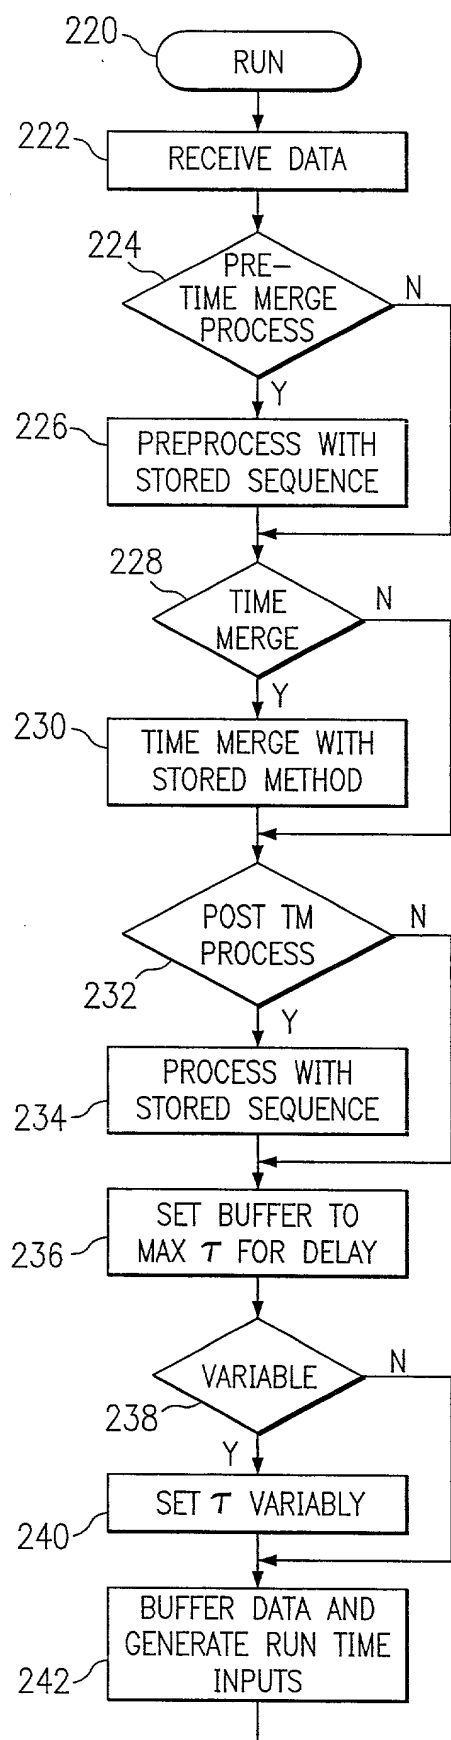 220
RUN
222
RECEIVE DATA
224
PRE-
TIME MERGE
PROCESS
N
Y
226
PREPROCESS WITH
STORED SEQUENCE
228
TIME
MERGE
N
Y
230
TIME MERGE WITH
STORED METHOD
POST TM
PROCESS
N
232
Y
PROCESS WITH
STORED SEQUENCE
234
SET BUFFER TO
MAX τ FOR DELAY
236
VARIABLE
N
238
Y
SET τ VARIABLY
240
BUFFER DATA AND
GENERATE RUN TIME
INPUTS
242